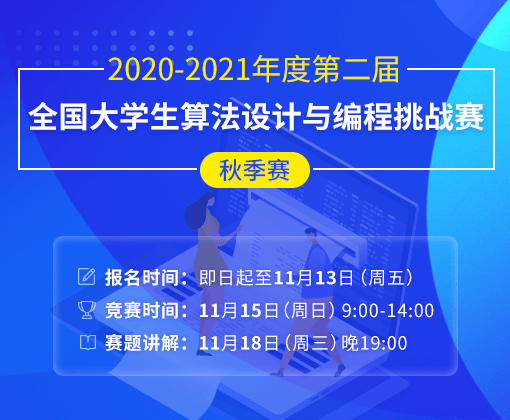 2020-2021年度第二届
全国大学生算法设计与编程挑战赛
秋季赛
报名时间：即日起至11月13日（周五）
竞赛时间：11月15日（周日）9:00-14:00
赛题讲解：11月18日（周三）晚19:00